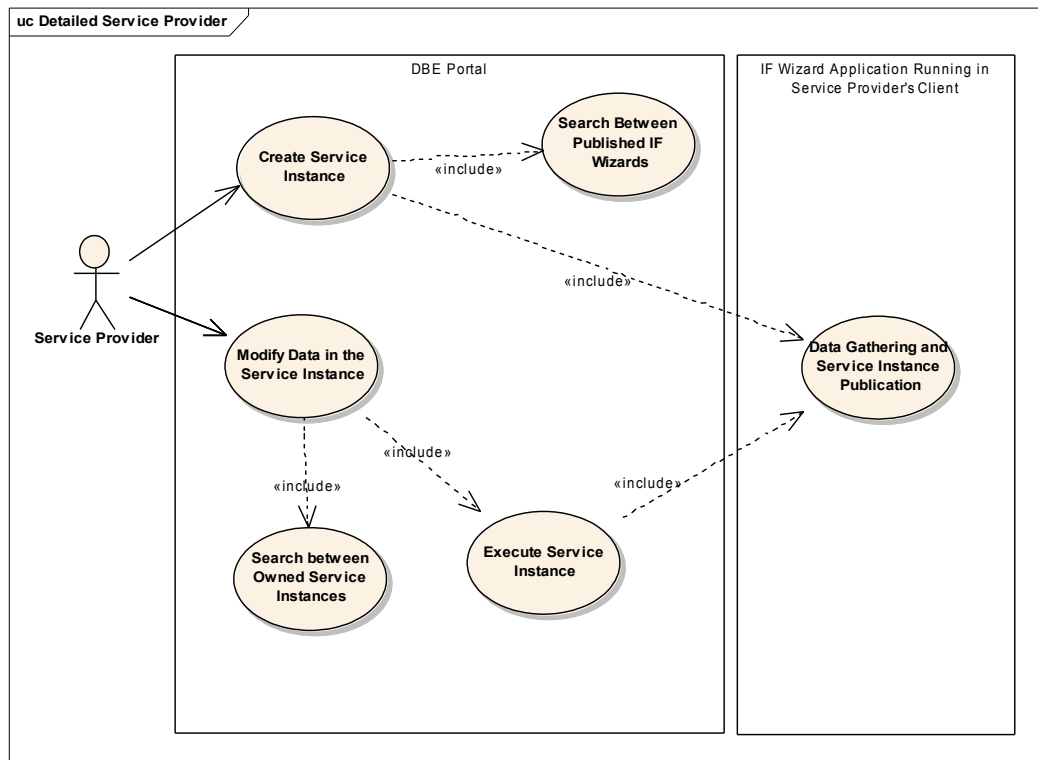 uc Detailed Service Provider
DBE Portal
IF Wizard Application Running in
Service Provider's Client
Search Between
Published IF
Wizards
Create Service
Instance
«include»
«include»
Service Provider
Modify Data in the
Service Instance
Data Gathering and
Service Instance
Publication
«include»
«include»
«include»
Search between
Owned Service
Instances
Execute Service
Instance